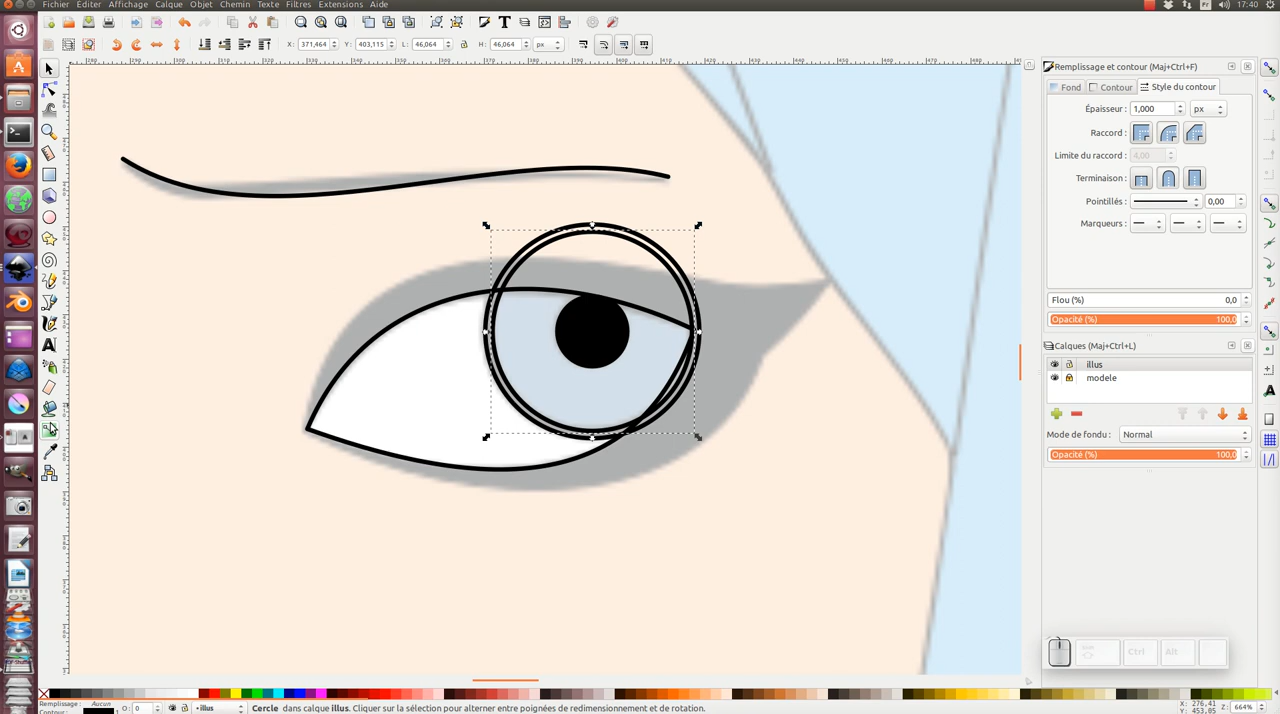 Fichier Éditer Affichage Calque Objet Chemin Texte Filtres Extensions Aide
Fr 17:40
X: 371,464 Y: 403,115 L: 46,064 H: 46,064 px
Remplissage et contour (Maj+Ctrl+F)
Fond Contour Style du contour
Épaisseur : 1,000 px
Raccord :
Limite du raccord : 4,00
Terminaison :
Pointillés : 0,00
Marqueurs :
Flou (%) 0,0
Opacité (%) 100,0
Calques (Maj+Ctrl+L)
illus
modele
Mode de fondu : Normal
Opacité (%) 100,0
Ctrl Alt
Remplissage : Aucun
Contour :
O: 0
illus
Cercle dans calque illus. Cliquer sur la sélection pour alterner entre poignées de redimensionnement et de rotation.
X: 276,41
Y: 453,85
Z: 664%